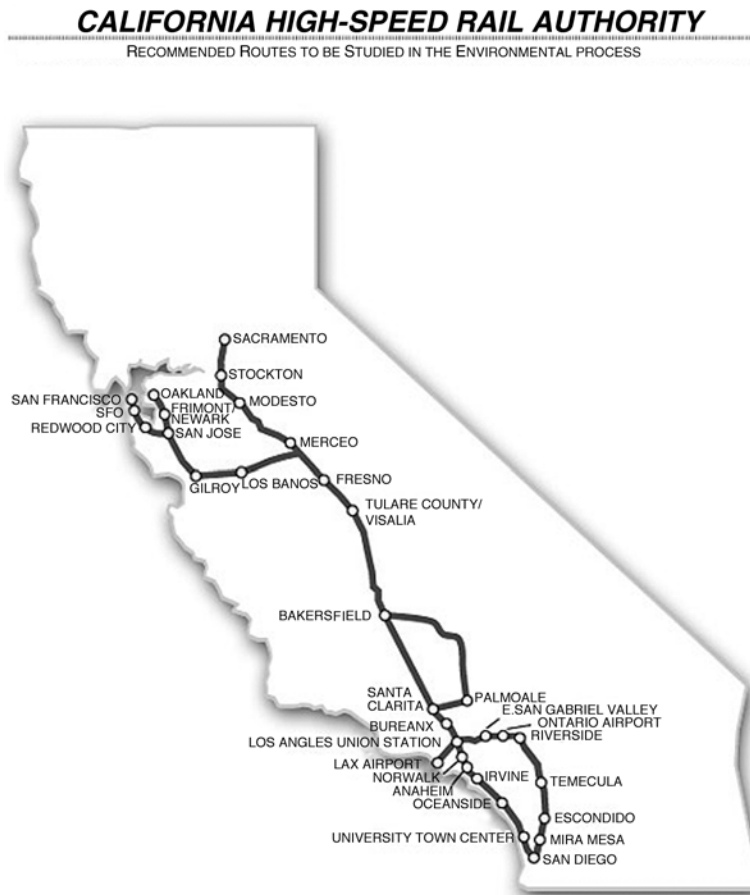 CALIFORNIA HIGH-SPEED RAIL AUTHORITY
RECOMMENDED ROUTES TO BE STUDIED IN THE ENVIRONMENTAL PROCESS
SACRAMENTO
STOCKTON
SAN FRANCISCO
OAKLAND
MODESTO
SFO
FRIMONT/
NEWARK
REDWOOD CITY
SAN JOSE
MERCEO
GILROY
LOS BANOS
FRESNO
TULARE COUNTY/
VISALIA
BAKERSFIELD
SANTA
CLARITA
PALMOALE
E.SAN GABRIEL VALLEY
BUREANX
ONTARIO AIRPORT
LOS ANGLES UNION STATION
RIVERSIDE
LAX AIRPORT
NORWALK
IRVINE
TEMECULA
ANAHEIM
OCEANSIDE
ESCONDIDO
UNIVERSITY TOWN CENTER
MIRA MESA
SAN DIEGO